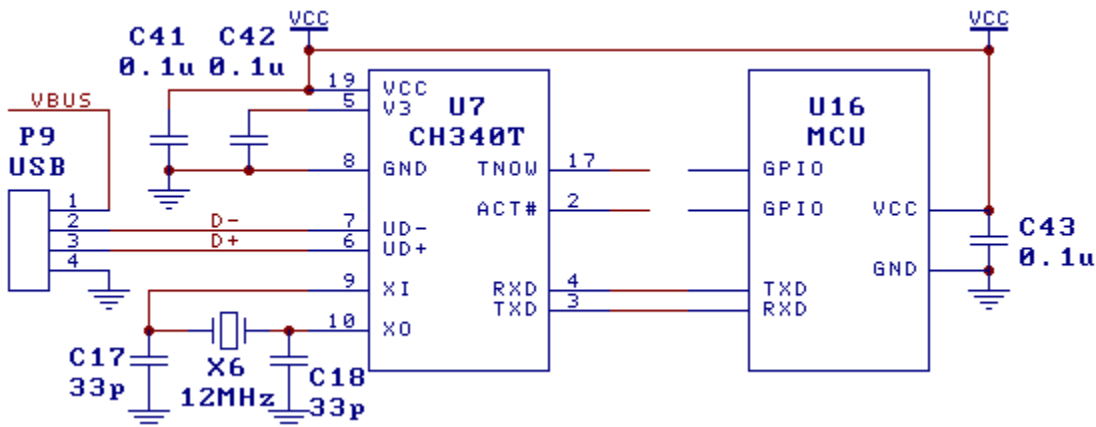 VCC
VCC
C41 C42
0.1u 0.1u
19 VCC
5 V3
VBUS
U7
CH340T
U16
MCU
P9
USB
8 GND
TNOW 17
GPIO
1
2 D- 7 UD-
3 D+ 6 UD+
4
ACT# 2
GPIO
VCC
C43
0.1u
GND
9 XI
RXD 4
TXD
TXD 3
RXD
10 XO
C17
33p
X6
12MHz
C18
33p